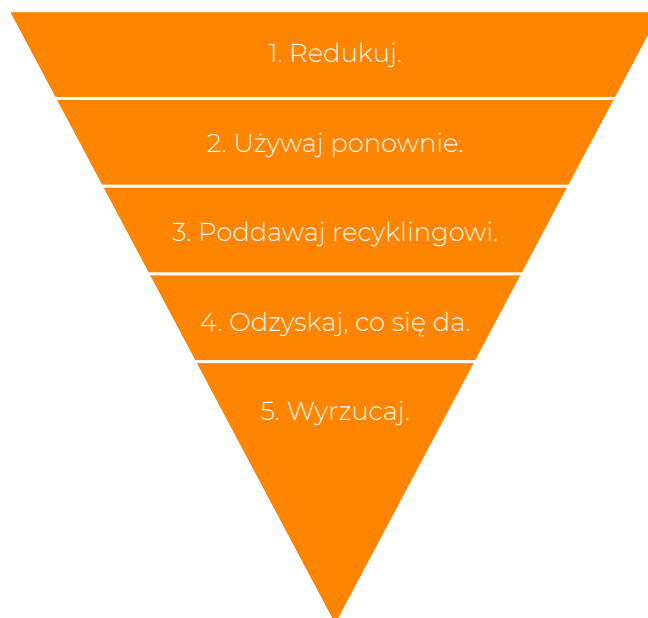 1. Redukuj.
2. Używaj ponownie.
3. Poddawaj recyklingowi.
4. Odzyskaj, co się da.
5. Wyrzucaj.